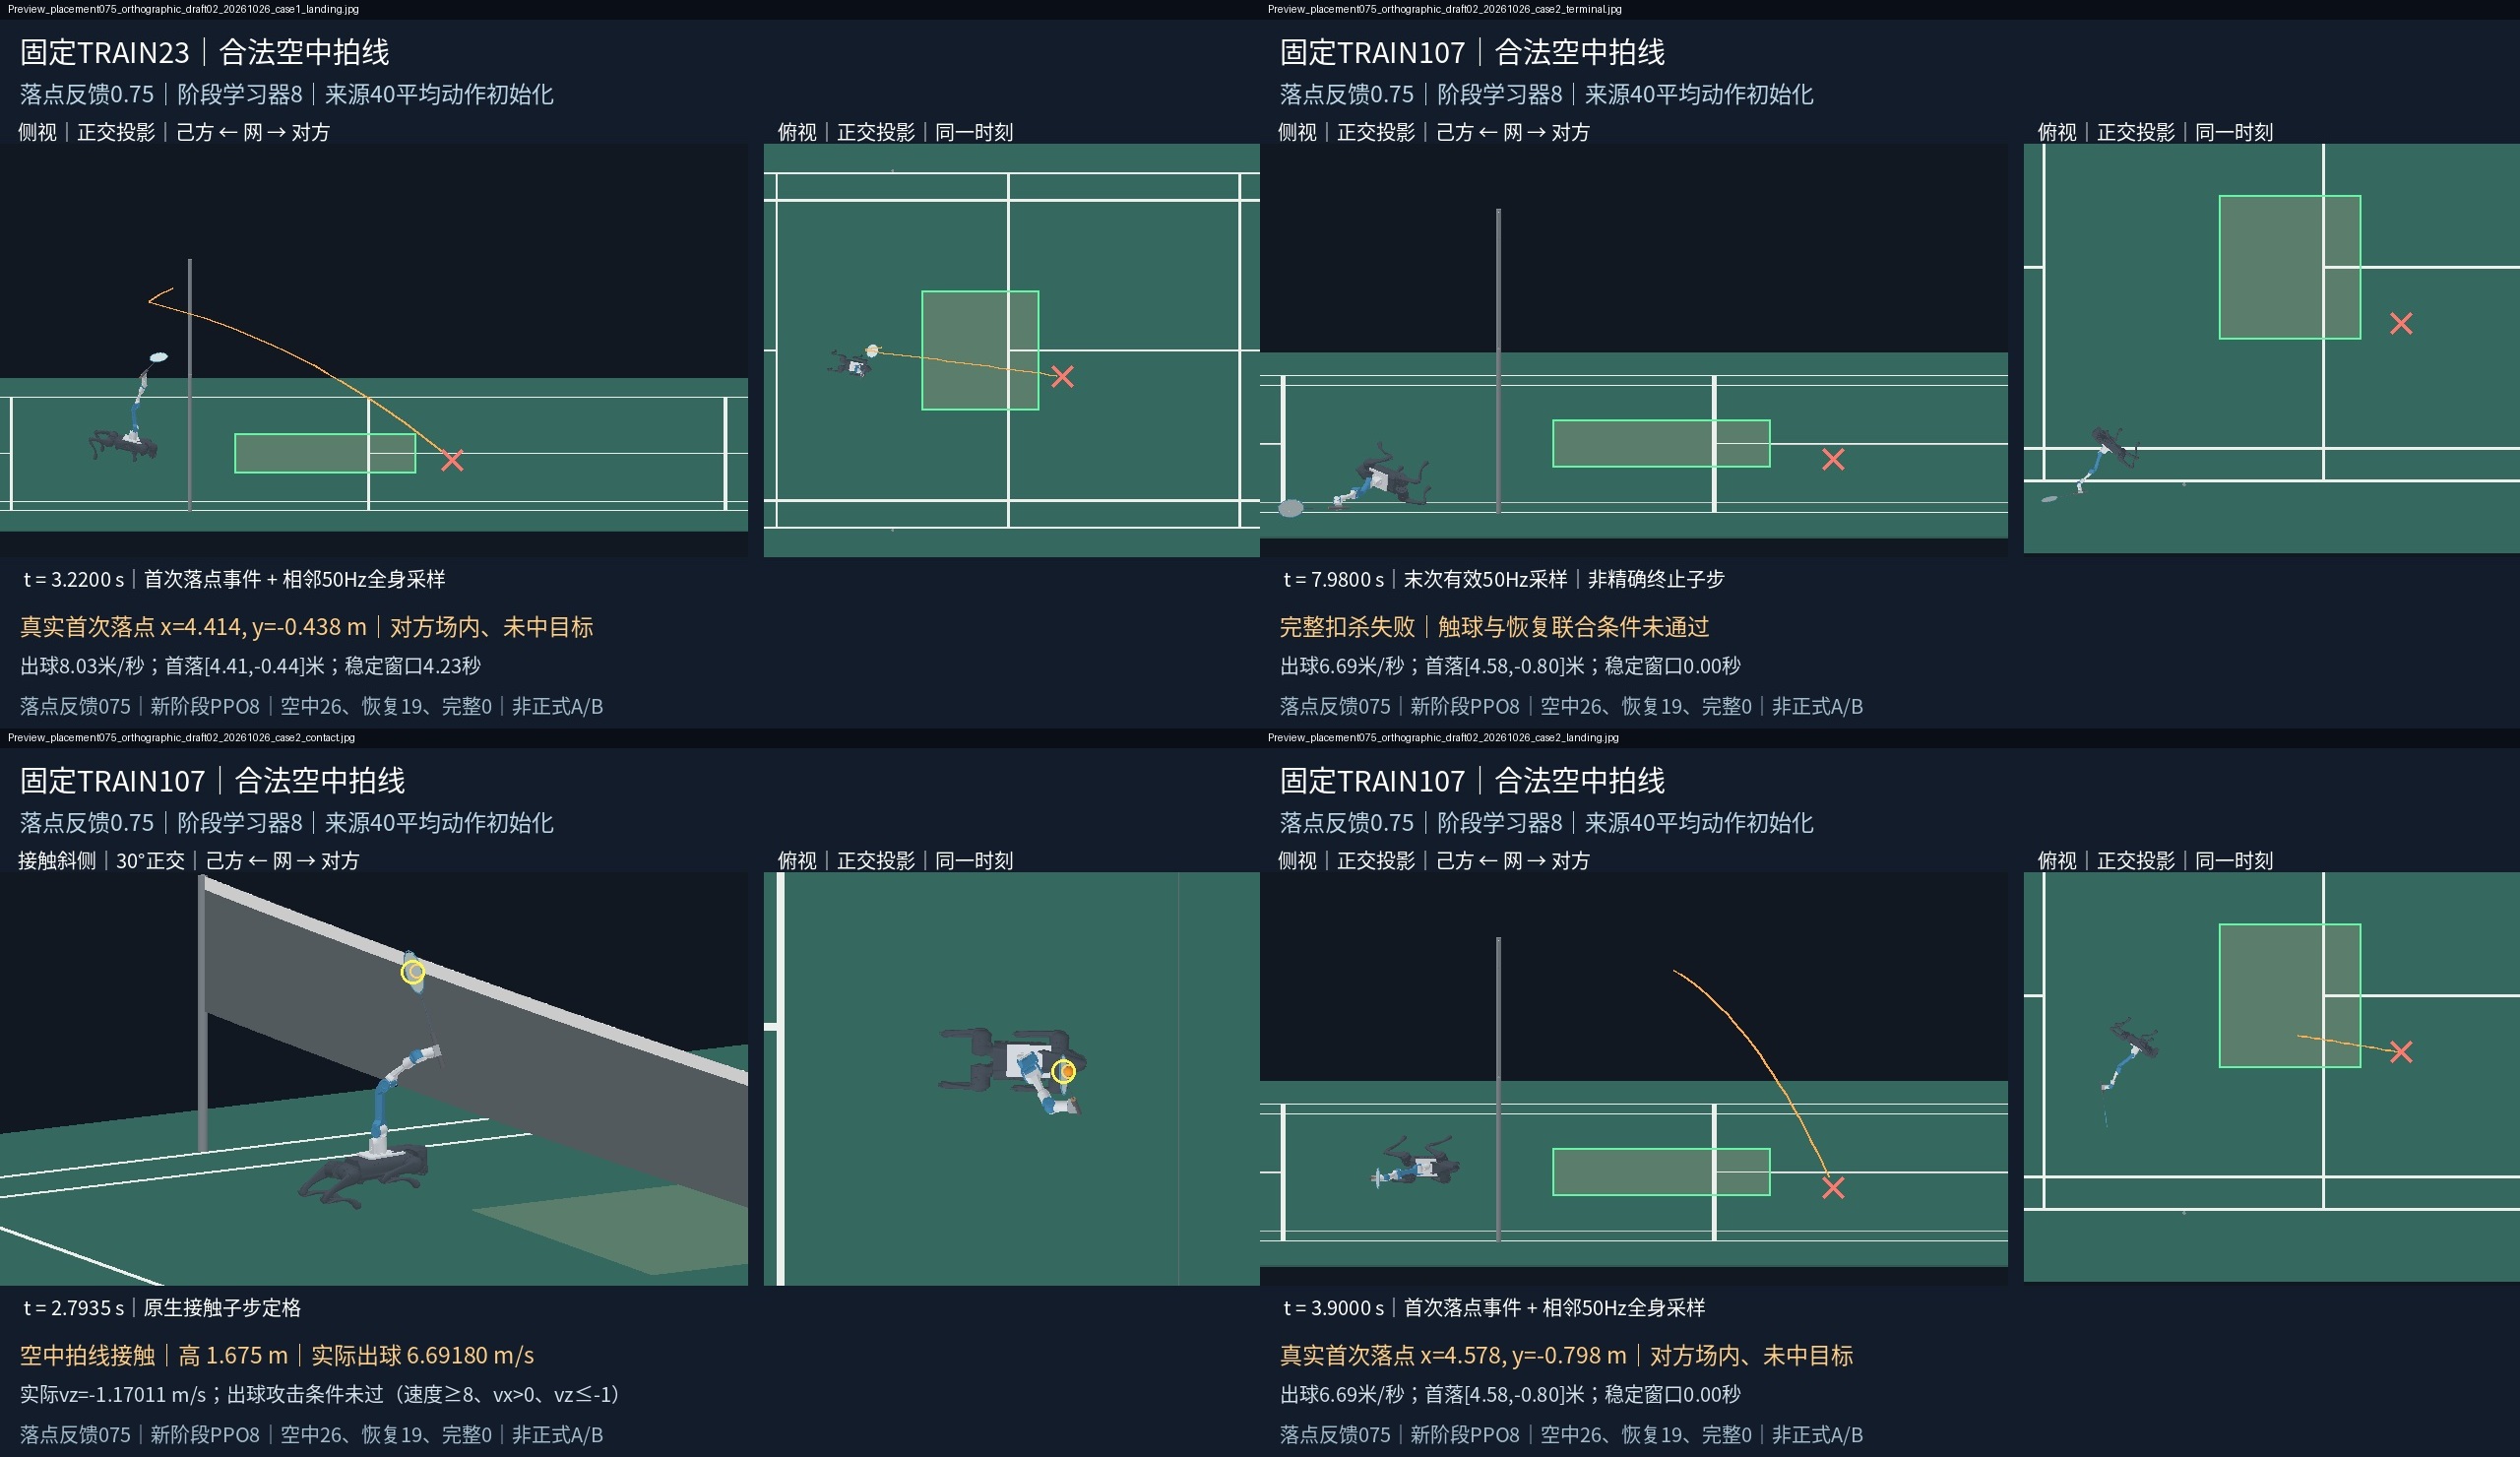 Preview_placement075_orthographic_draft02_20261026_case1_landing.jpg
固定TRAIN23｜合法空中拍线
落点反馈0.75｜阶段学习器8｜来源40平均动作初始化
侧视｜正交投影｜己方 ← 网 → 对方
俯视｜正交投影｜同一时刻
t = 3.2200 s｜首次落点事件 + 相邻50Hz全身采样
真实首次落点 x=4.414, y=-0.438 m｜对方场内、未中目标
出球8.03米/秒；首落[4.41,-0.44]米；稳定窗口4.23秒
落点反馈075｜新阶段PPO8｜空中26、恢复19、完整0｜非正式A/B
Preview_placement075_orthographic_draft02_20261026_case2_terminal.jpg
固定TRAIN107｜合法空中拍线
落点反馈0.75｜阶段学习器8｜来源40平均动作初始化
侧视｜正交投影｜己方 ← 网 → 对方
俯视｜正交投影｜同一时刻
t = 7.9800 s｜末次有效50Hz采样｜非精确终止子步
完整扣杀失败｜触球与恢复联合条件未通过
出球6.69米/秒；首落[4.58,-0.80]米；稳定窗口0.00秒
落点反馈075｜新阶段PPO8｜空中26、恢复19、完整0｜非正式A/B
Preview_placement075_orthographic_draft02_20261026_case2_contact.jpg
固定TRAIN107｜合法空中拍线
落点反馈0.75｜阶段学习器8｜来源40平均动作初始化
接触斜侧｜30°正交｜己方 ← 网 → 对方
俯视｜正交投影｜同一时刻
t = 2.7935 s｜原生接触子步定格
空中拍线接触｜高 1.675 m｜实际出球 6.69180 m/s
实际vz=-1.17011 m/s；出球攻击条件未过（速度≥8、vx>0、vz≤-1）
落点反馈075｜新阶段PPO8｜空中26、恢复19、完整0｜非正式A/B
Preview_placement075_orthographic_draft02_20261026_case2_landing.jpg
固定TRAIN107｜合法空中拍线
落点反馈0.75｜阶段学习器8｜来源40平均动作初始化
侧视｜正交投影｜己方 ← 网 → 对方
俯视｜正交投影｜同一时刻
t = 3.9000 s｜首次落点事件 + 相邻50Hz全身采样
真实首次落点 x=4.578, y=-0.798 m｜对方场内、未中目标
出球6.69米/秒；首落[4.58,-0.80]米；稳定窗口0.00秒
落点反馈075｜新阶段PPO8｜空中26、恢复19、完整0｜非正式A/B